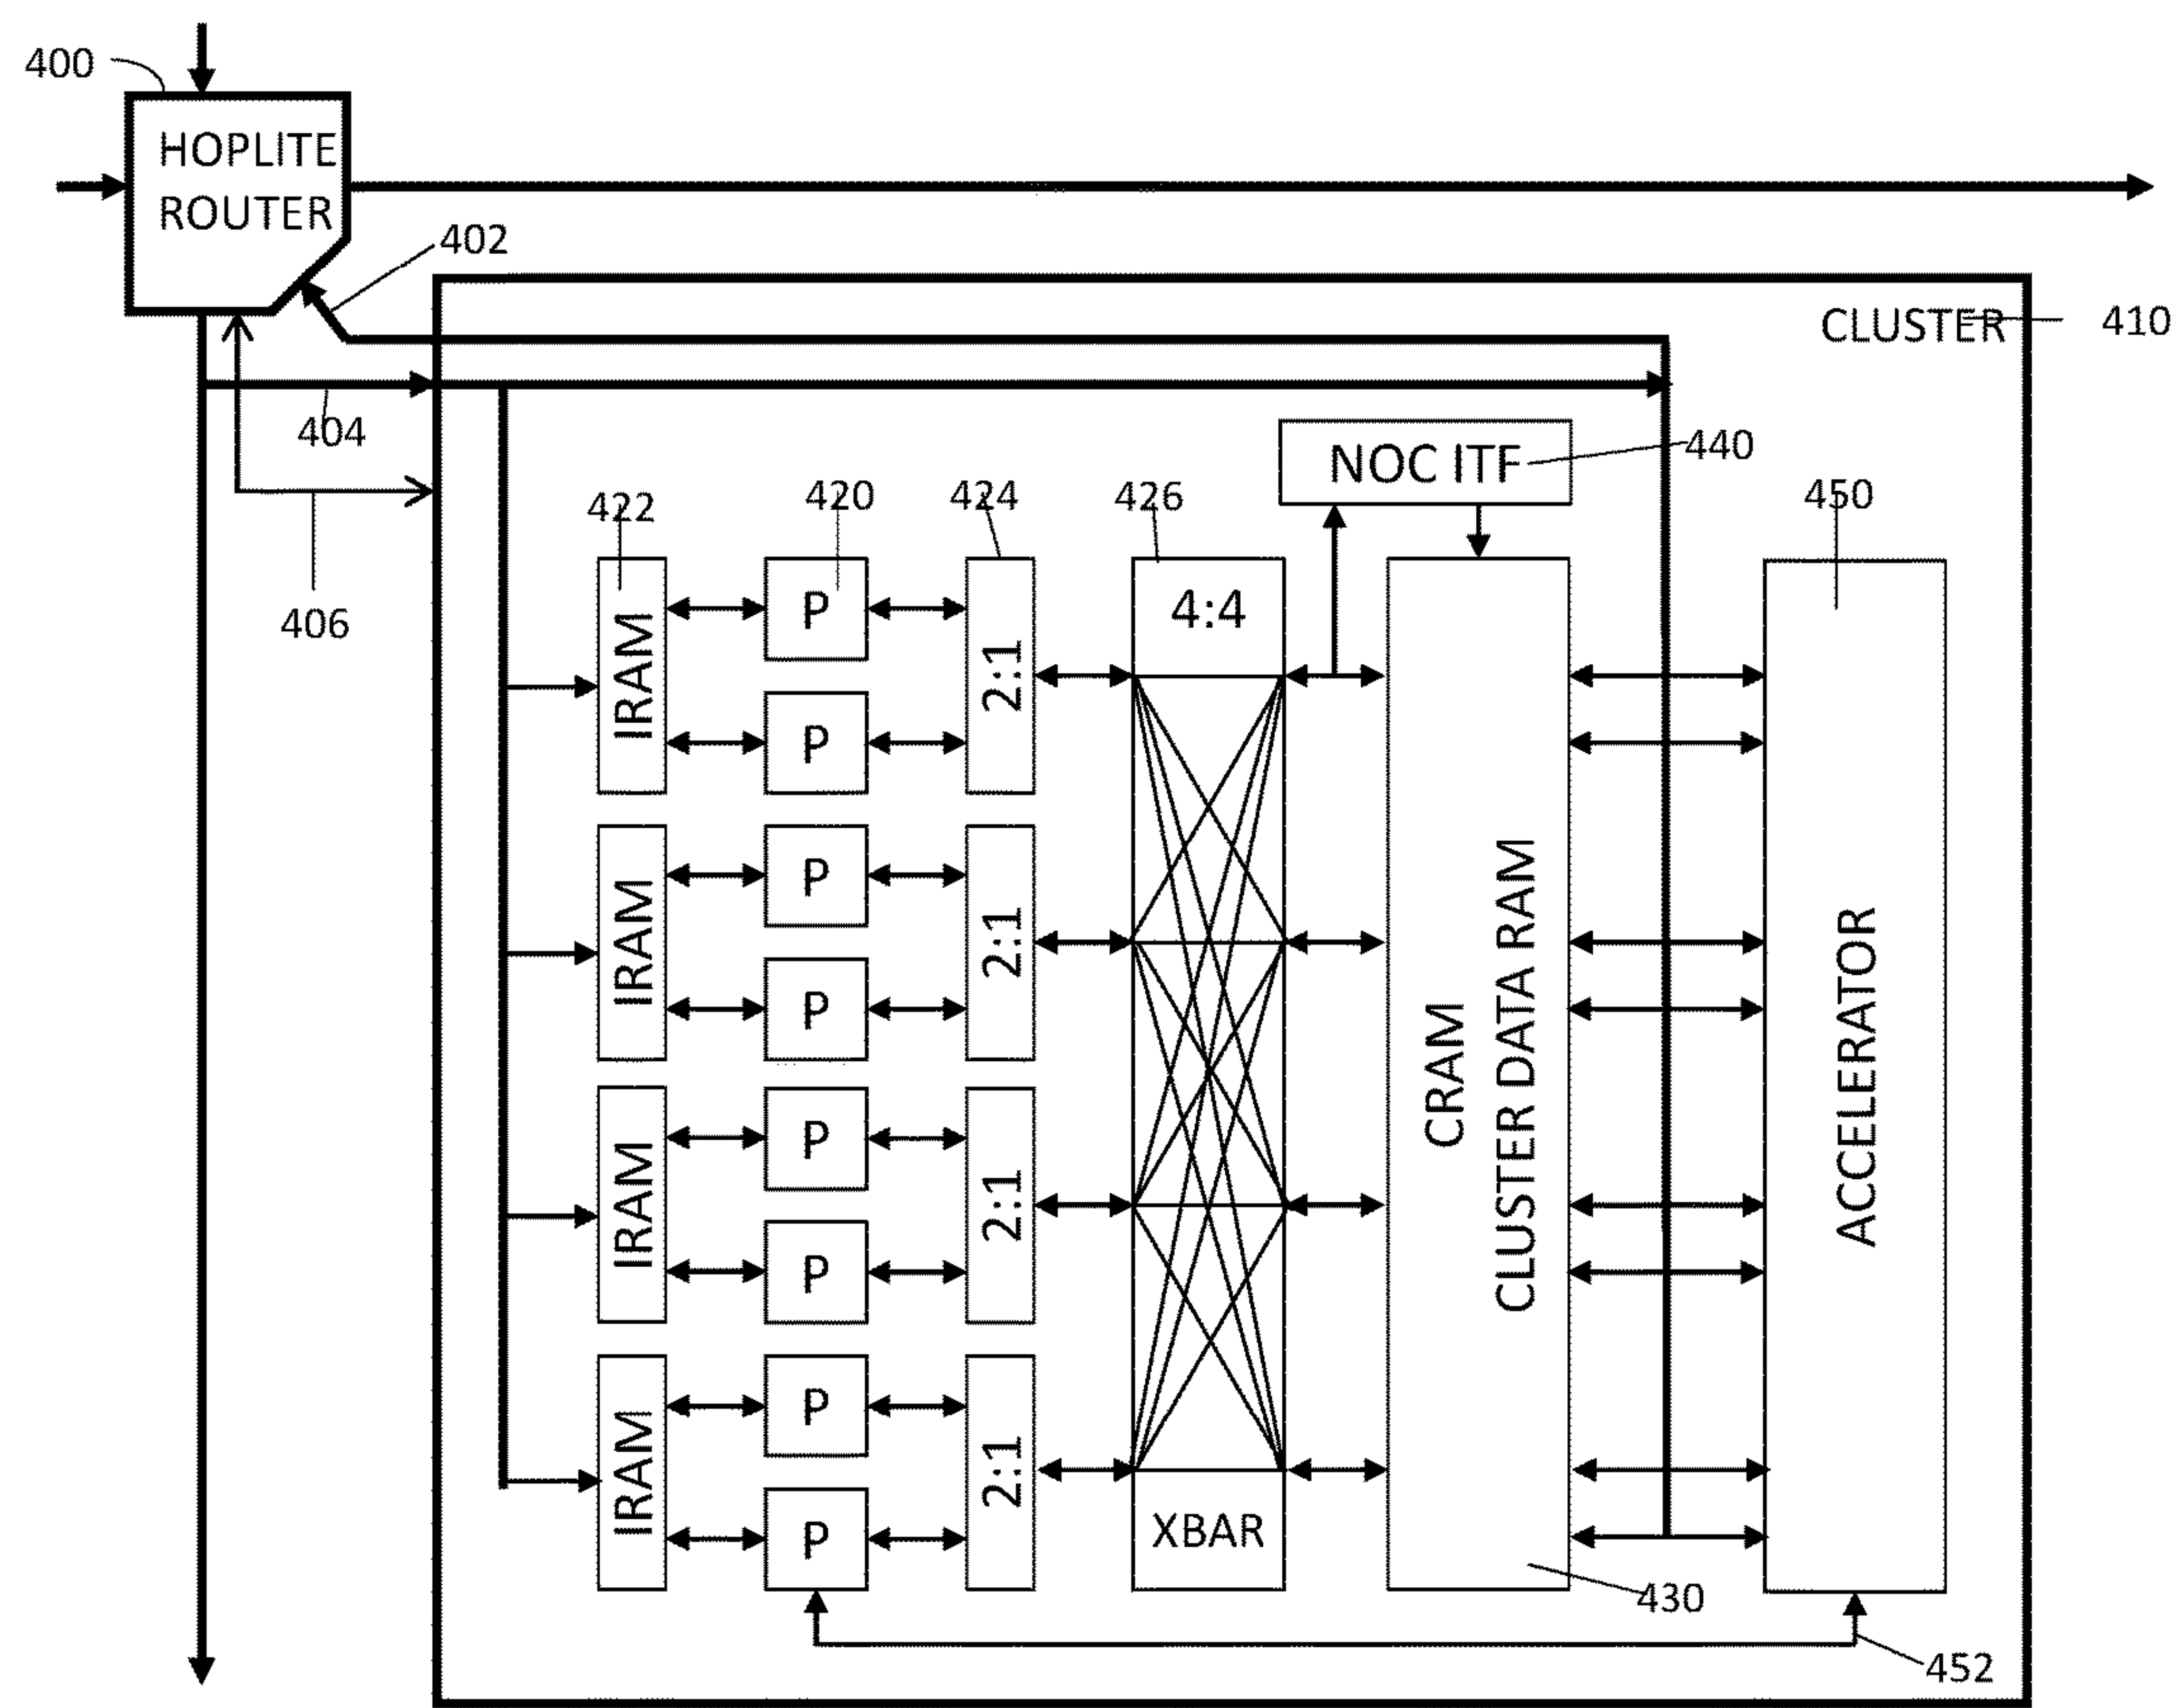 400
HOPLITE
ROUTER
402
CLUSTER
410
404
NOC ITF
440
422
420
424
426
450
406
4:4
IRAM
P
P
2:1
IRAM
P
P
2:1
IRAM
P
P
2:1
IRAM
P
P
2:1
XBAR
CRAM
CLUSTER DATA RAM
ACCELERATOR
430
452